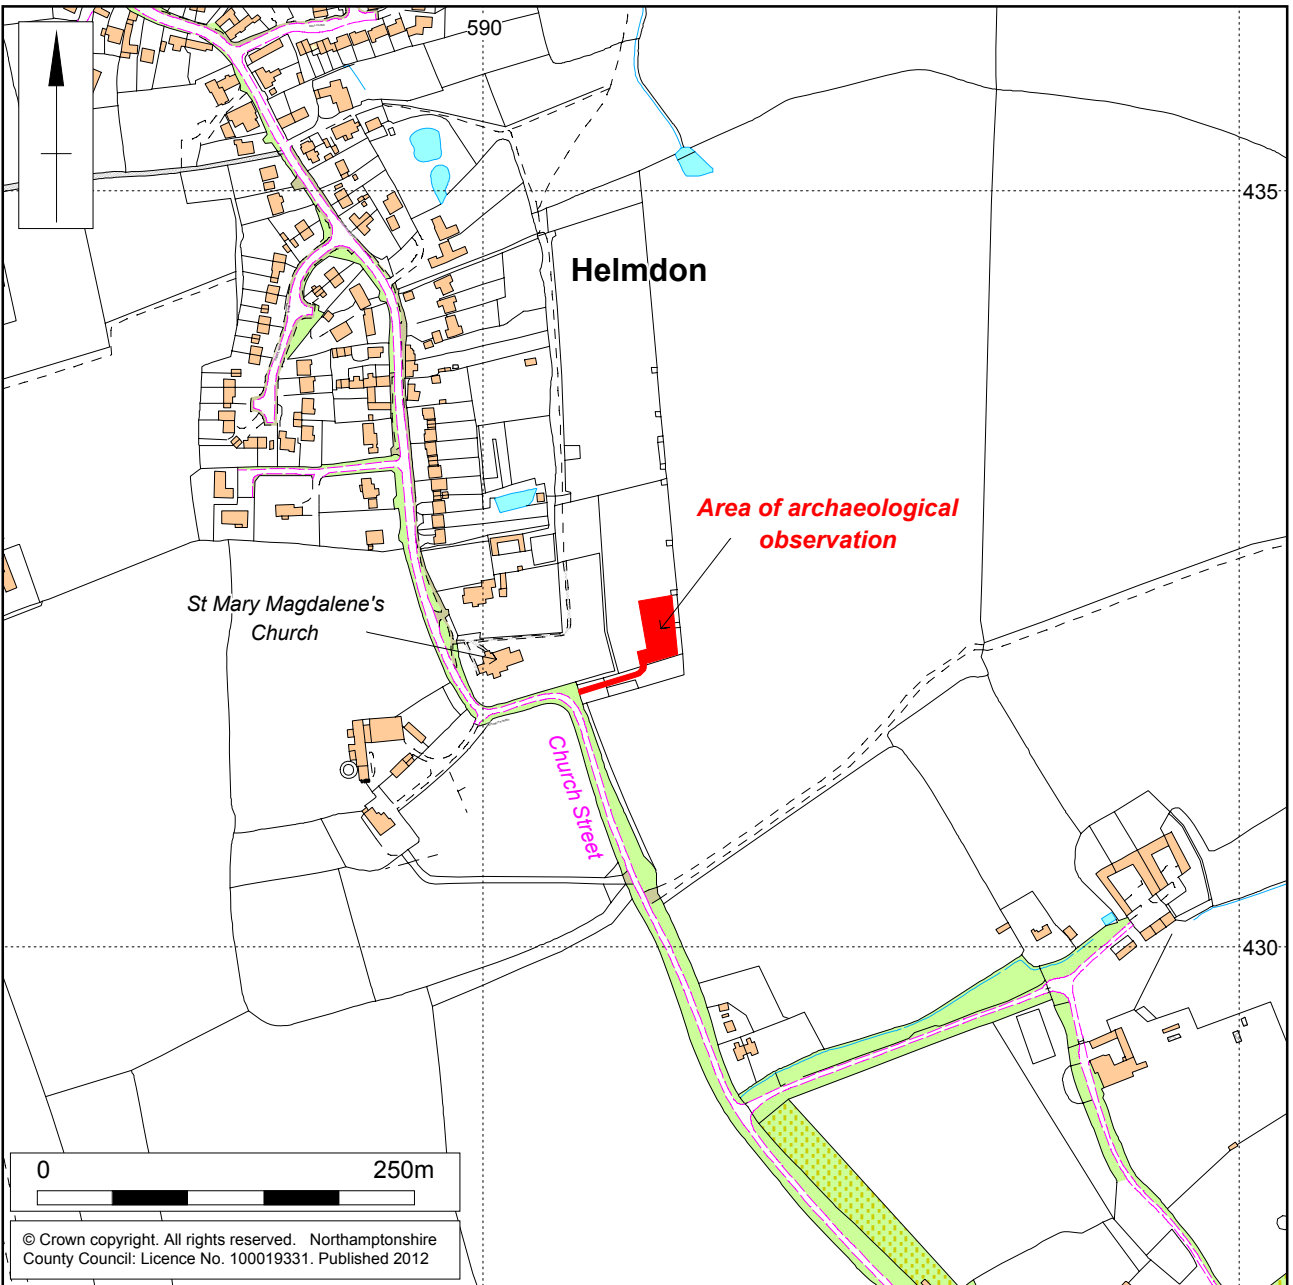 590
435
Helmdon
Area of archaeological
observation
St Mary Magdalene's
Church
Church Street
430
0 250m
© Crown copyright. All rights reserved. Northamptonshire
County Council: Licence No. 100019331. Published 2012